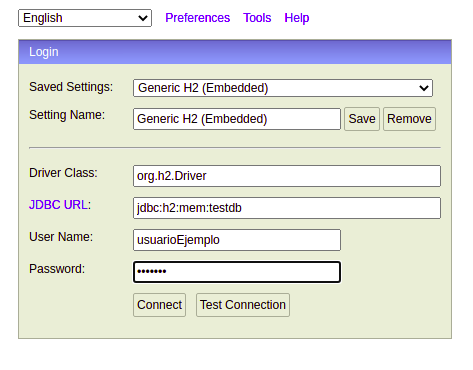 English Preferences Tools Help
Login
Saved Settings: Generic H2 (Embedded)
Setting Name: Generic H2 (Embedded) Save Remove
Driver Class: org.h2.Driver
JDBC URL: jdbc:h2:mem:testdb
User Name: usuarioEjemplo
Password: •••••••
Connect Test Connection